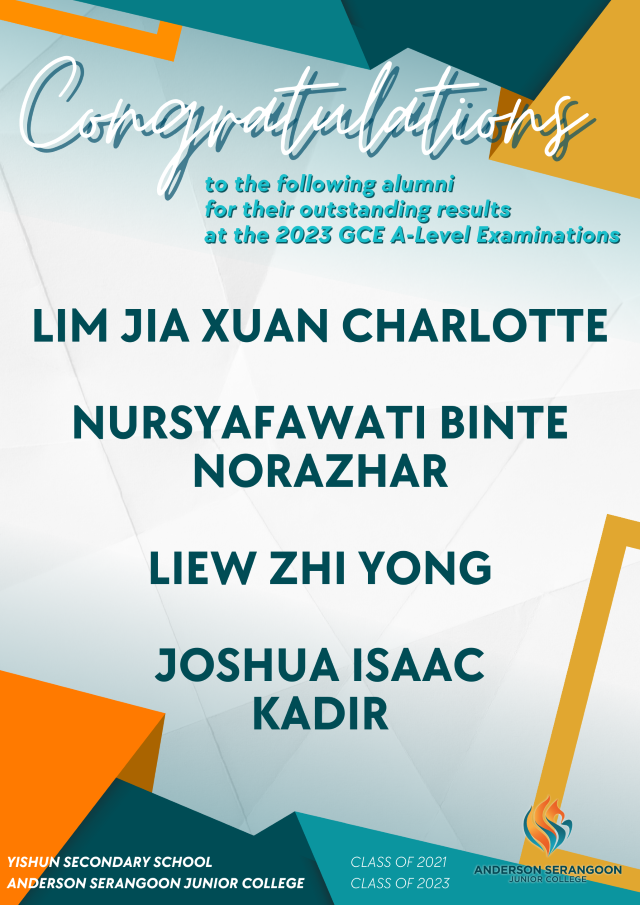 Congratulations
to the following alumni
for their outstanding results
at the 2023 GCE A-Level Examinations
LIM JIA XUAN CHARLOTTE
NURSYAFAWATI BINTE
NORAZHAR
LIEW ZHI YONG
JOSHUA ISAAC
KADIR
YISHUN SECONDARY SCHOOL CLASS OF 2021
ANDERSON SERANGOON JUNIOR COLLEGE CLASS OF 2023
ANDERSON SERANGOON
JUNIOR COLLEGE